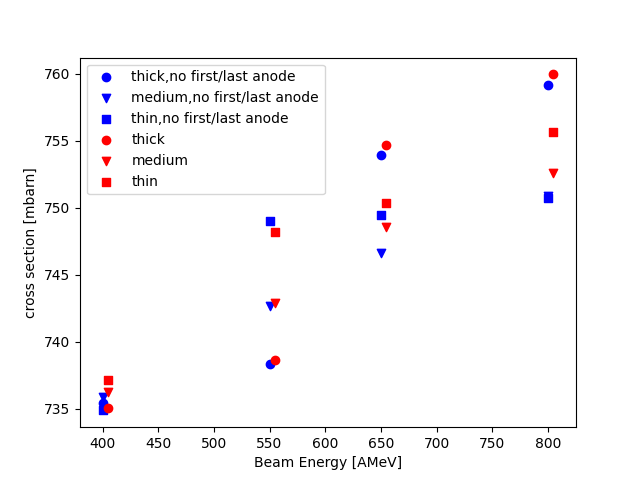 760
755
750
745
740
735
cross section [mbarn]
thick,no first/last anode
medium,no first/last anode
thin,no first/last anode
thick
medium
thin
400
450
500
550
600
650
700
750
800
Beam Energy [AMeV]